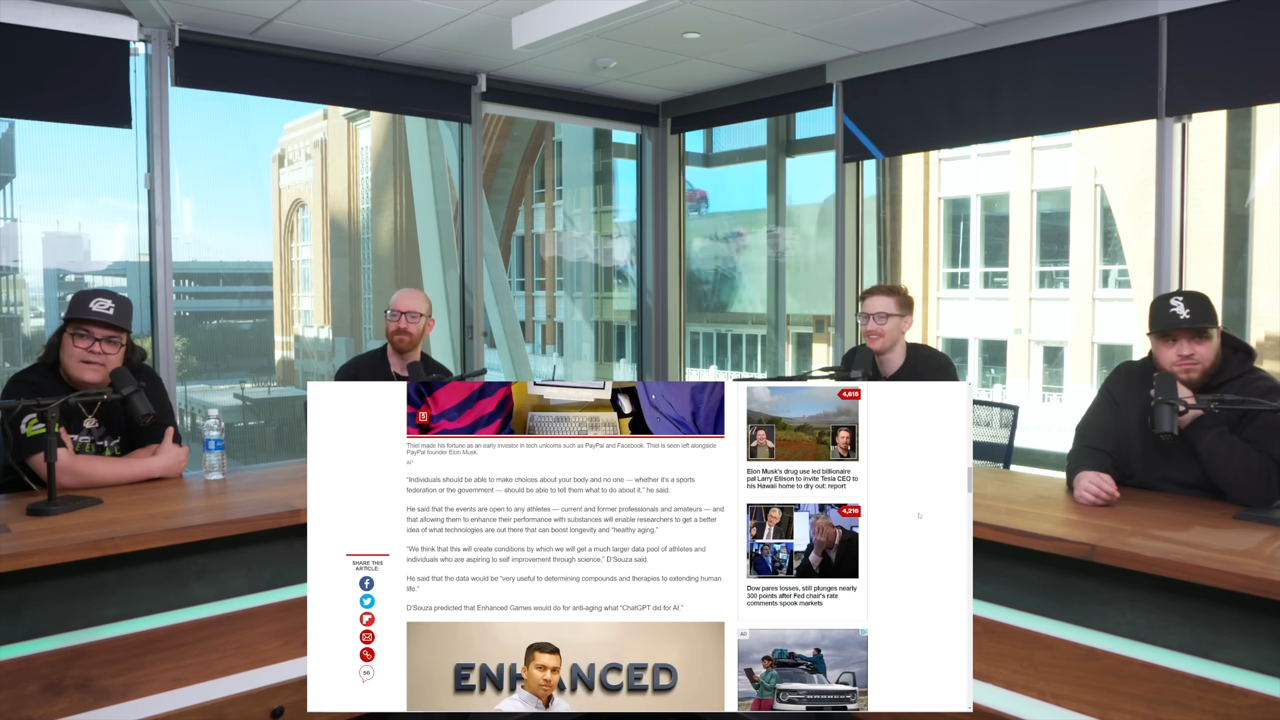 Sox
5
Thiel made his fortune as an early investor in tech unicorns such as PayPal and Facebook. Thiel is seen left alongside
PayPal founder Elon Musk.
AP
"Individuals should be able to make choices about your body and no one — whether it's a sports
federation or the government — should be able to tell them what to do about it," he said.
He said that the events are open to any athletes — current and former professionals and amateurs — and
that allowing them to enhance their performance with substances will enable researchers to get a better
idea of what technologies are out there that can boost longevity and "healthy aging."
"We think that this will create conditions by which we will get a much larger data pool of athletes and
individuals who are aspiring to self improvement through science," D'Souza said.
He said that the data would be "very useful to determining compounds and therapies to extending human
life."
D'Souza predicted that Enhanced Games would do for anti-aging what "ChatGPT did for AI."
ENHANCED
SHARE THIS
ARTICLE:
56
4,615
Elon Musk's drug use led billionaire
pal Larry Ellison to invite Tesla CEO to
his Hawaii home to dry out: report
4,216
Dow pares losses, still plunges nearly
300 points after Fed chair's rate
comments spook markets
AD